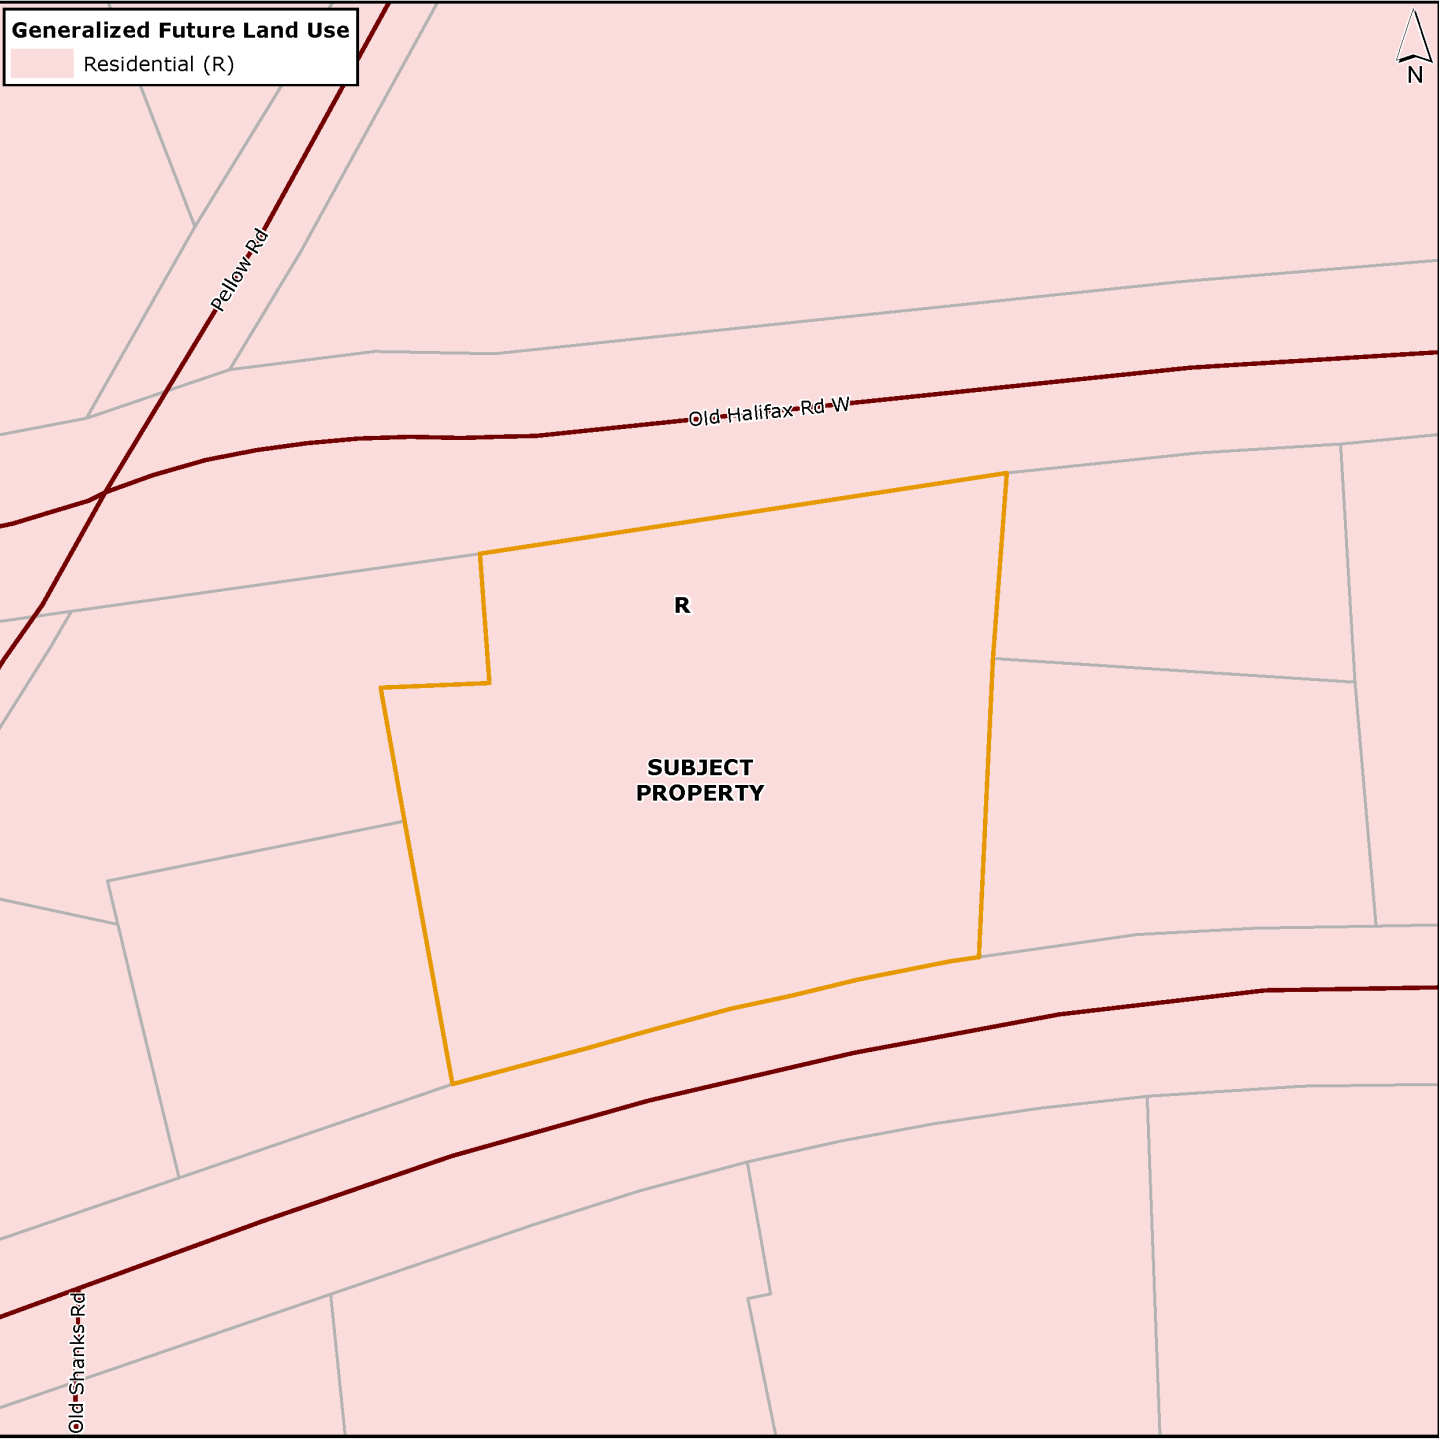 Generalized Future Land Use
Residential (R)
N
Pellow Rd
Old Halifax Rd W
R
SUBJECT
PROPERTY
Old Shanks Rd